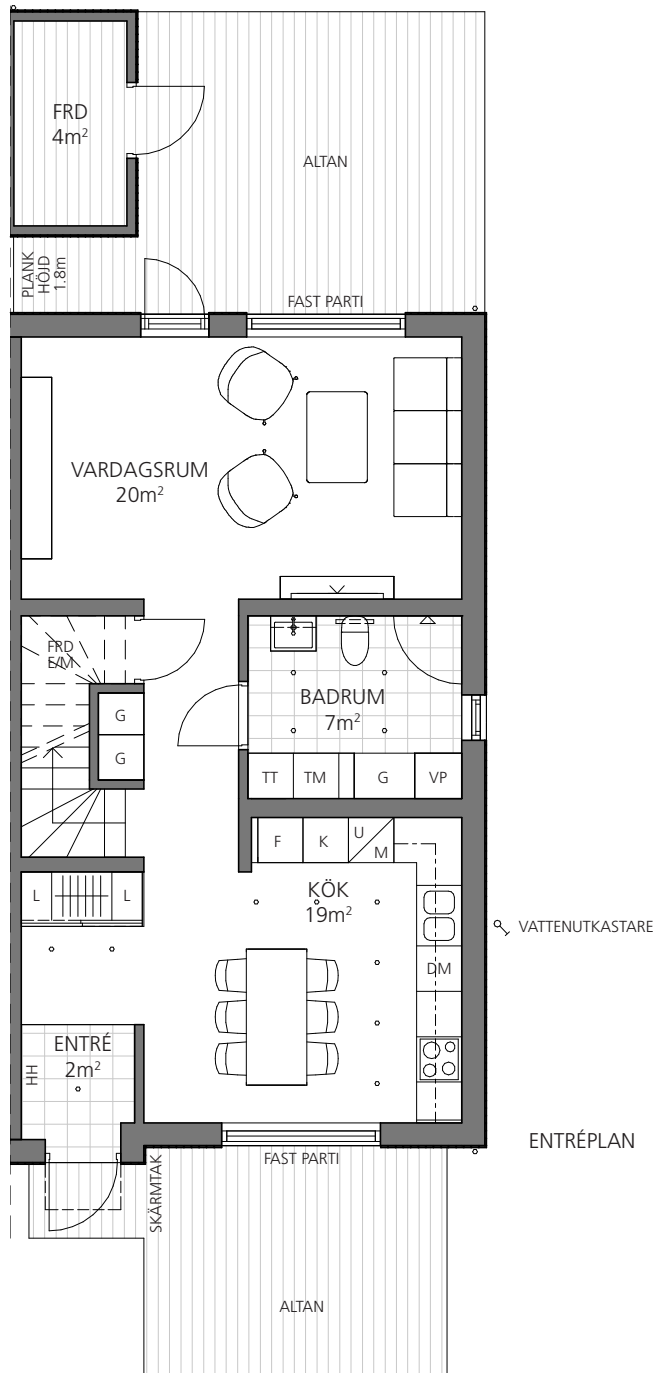 FRD
4m²
ALTAN
PLANK
HÖJD
1.8m
FAST PARTI
VARDAGSRUM
20m²
FRD
E/M
G
G
BADRUM
7m²
TT
TM
G
VP
F
K
U
M
KÖK
19m²
L
L
VATTENUTKASTARE
DM
ENTRÉ
2m²
HH
ENTRÉPLAN
FAST PARTI
SKÄRMTAK
ALTAN